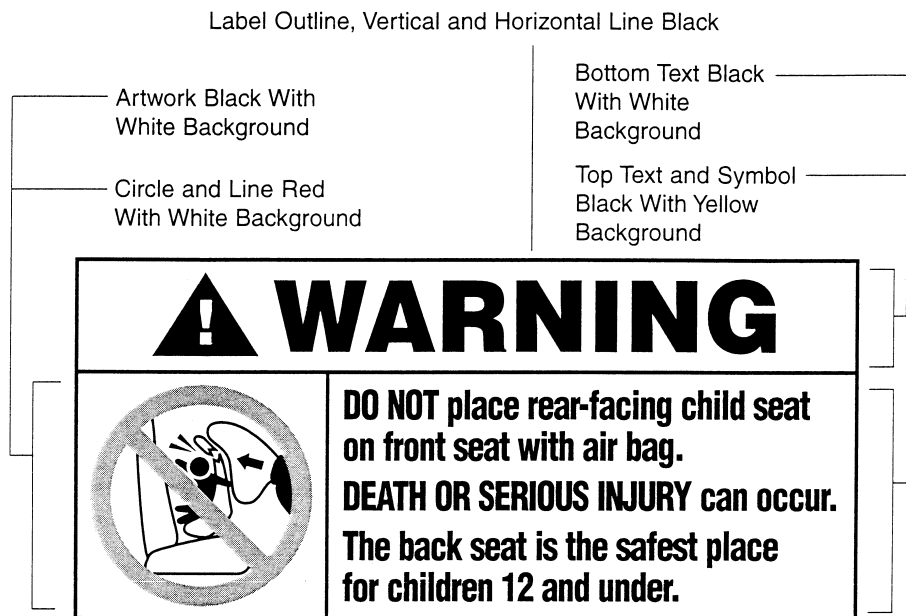 Label Outline, Vertical and Horizontal Line Black
Artwork Black With
White Background
Circle and Line Red
With White Background
Bottom Text Black
With White
Background
Top Text and Symbol
Black With Yellow
Background
! WARNING
DO NOT place rear-facing child seat
on front seat with air bag.
DEATH OR SERIOUS INJURY can occur.
The back seat is the safest place
for children 12 and under.